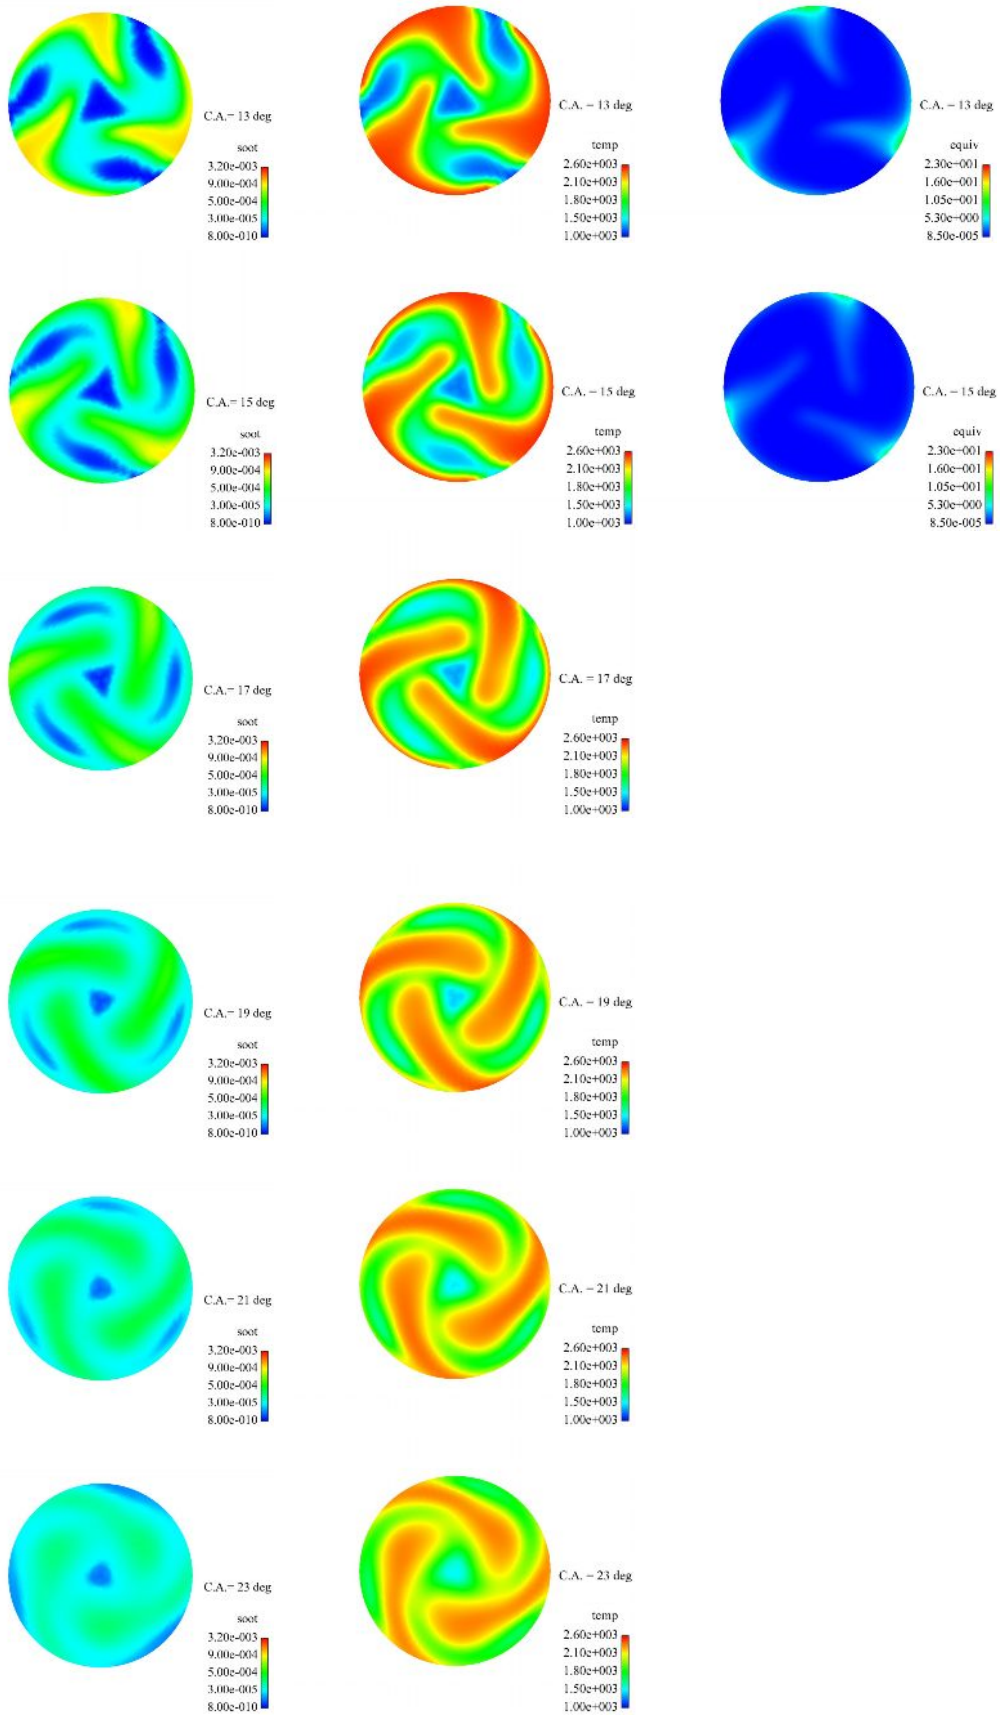 C.A.= 13 deg
soot
3.20e-003
9.00e-004
5.00e-004
3.00e-005
8.00e-010
C.A. = 13 deg
temp
2.60e+003
2.10e+003
1.80e+003
1.50e+003
1.00e+003
C.A. = 13 deg
equiv
2.30e+001
1.60e+001
1.05e+001
5.30e+000
8.50e-005
C.A.= 15 deg
soot
3.20e-003
9.00e-004
5.00e-004
3.00e-005
8.00e-010
C.A. = 15 deg
temp
2.60e+003
2.10e+003
1.80e+003
1.50e+003
1.00e+003
C.A. = 15 deg
equiv
2.30e+001
1.60e+001
1.05e+001
5.30e+000
8.50e-005
C.A.= 17 deg
soot
3.20e-003
9.00e-004
5.00e-004
3.00e-005
8.00e-010
C.A. = 17 deg
temp
2.60e+003
2.10e+003
1.80e+003
1.50e+003
1.00e+003
C.A.= 19 deg
soot
3.20e-003
9.00e-004
5.00e-004
3.00e-005
8.00e-010
C.A. = 19 deg
temp
2.60e+003
2.10e+003
1.80e+003
1.50e+003
1.00e+003
C.A.= 21 deg
soot
3.20e-003
9.00e-004
5.00e-004
3.00e-005
8.00e-010
C.A. = 21 deg
temp
2.60e+003
2.10e+003
1.80e+003
1.50e+003
1.00e+003
C.A.= 23 deg
soot
3.20e-003
9.00e-004
5.00e-004
3.00e-005
8.00e-010
C.A. = 23 deg
temp
2.60e+003
2.10e+003
1.80e+003
1.50e+003
1.00e+003